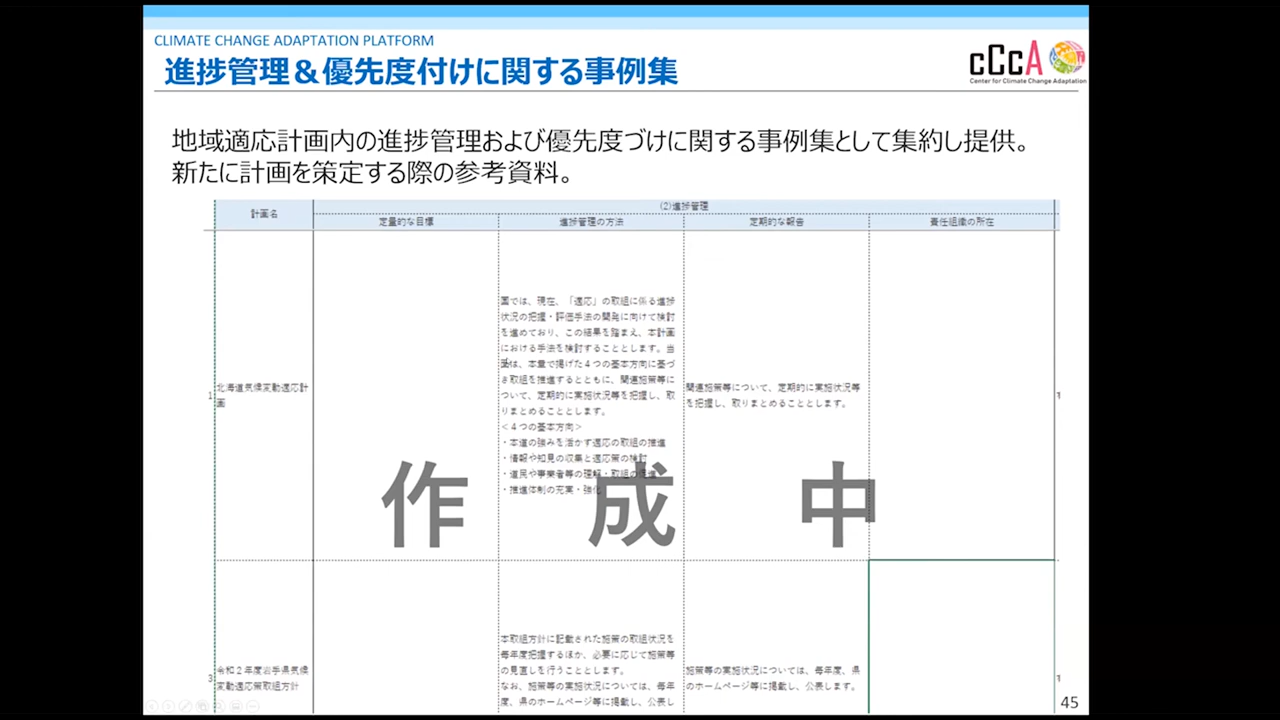 CLIMATE CHANGE ADAPTATION PLATFORM
進捗管理＆優先度付けに関する事例集
cCcA
Center for Climate Change Adaptation
地域適応計画内の進捗管理および優先度づけに関する事例集として集約し提供。
新たに計画を策定する際の参考資料。
計画名
(2)進捗管理
定量的な目標
進捗管理の方法
定期的な報告
責任組織の所在
1
北海道気候変動適応計
画
国では、現在、「適応」の取組に係る進捗
状況の把握・評価手法の開発に向けて検討
を進めており、この結果を踏まえ、本計画
における手法を検討することとします。当
面は、本章で掲げた４つの基本方向に基づ
き取組を推進するとともに、関連施策等に
ついて、定期的に実施状況等を把握し、取
りまとめることとします。
＜４つの基本方向＞
・本道の強みを活かす適応の取組の推進
・情報や知見の収集と適応策の検討
・道民や事業者等の理解・取組の促進
・推進体制の充実・強化
関連施策等について、定期的に実施状況等
を把握し、取りまとめることとします。
作成中
3
令和２年度岩手県気候
変動適応策取組方針
本取組方針に記載された施策の取組状況を
毎年度把握するほか、必要に応じて施策等
の見直しを行うこととします。
なお、施策等の実施状況については、毎年
度、県のホームページ等に掲載し、公表し
施策等の実施状況については、毎年度、県
のホームページ等に掲載し、公表します。
45